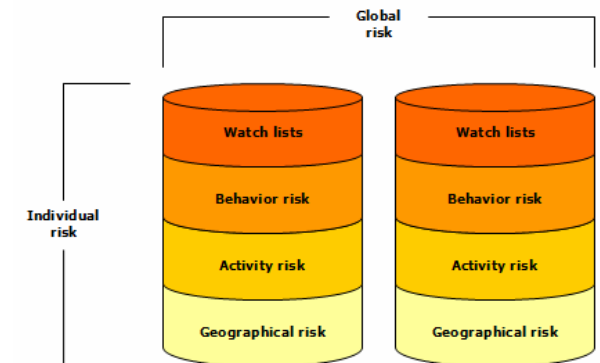 Global
risk
Watch lists
Watch lists
Behavior risk
Behavior risk
Individual
risk
Activity risk
Activity risk
Geographical risk
Geographical risk